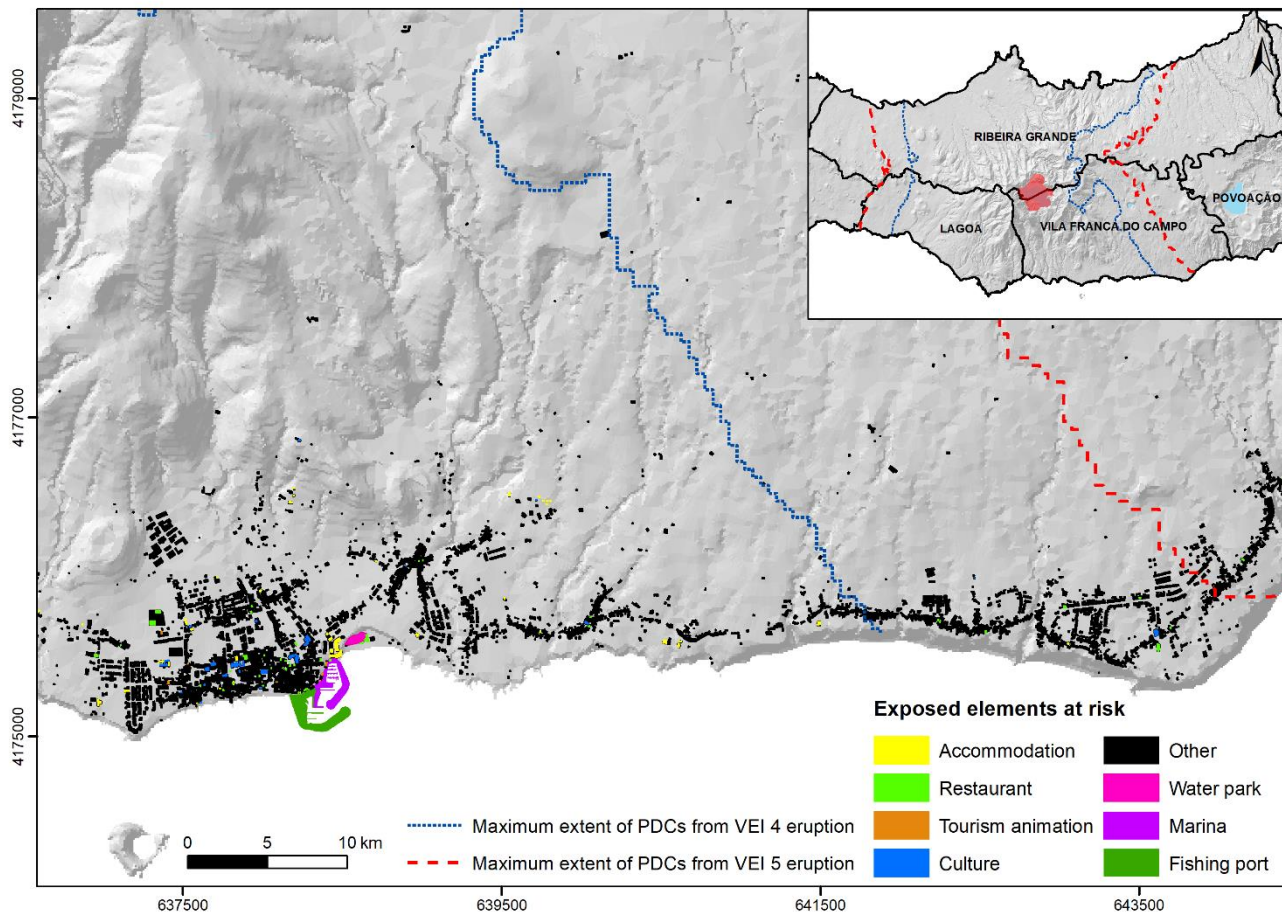 4179000
4177000
4175000
RIBEIRA GRANDE
POVOAÇÃO
LAGOA
VILA FRANCA DO CAMPO
Exposed elements at risk
Accommodation
Other
Restaurant
Water park
Tourism animation
Marina
Culture
Fishing port
0 5 10 km
Maximum extent of PDCs from VEI 4 eruption
Maximum extent of PDCs from VEI 5 eruption
637500
639500
641500
643500